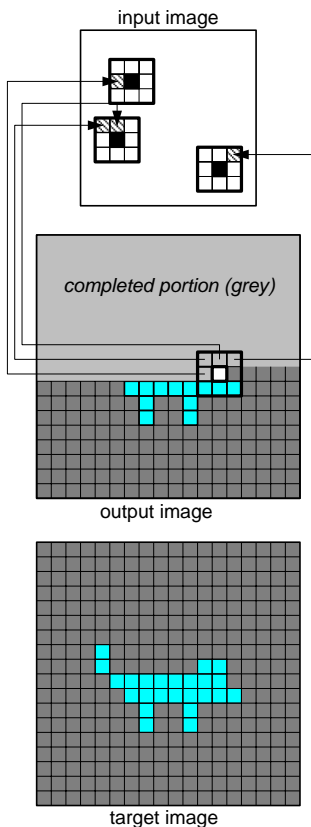 input image
completed portion (grey)
output image
target image